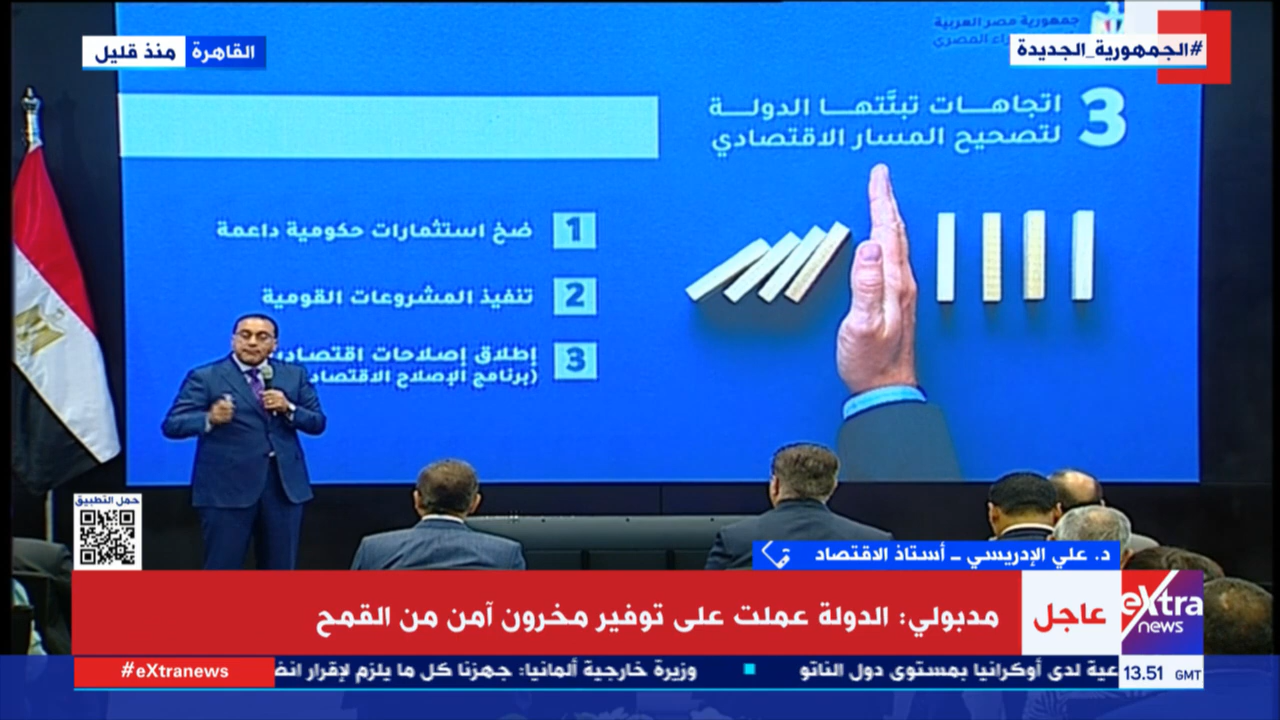 القاهرة
منذ قليل
جمهورية مصر العربية
#الجمهورية_الجديدة
3
اتجاهات تبنَّتها الدولة
لتصحيح المسار الاقتصادي
1 ضخ استثمارات حكومية داعمة
2 تنفيذ المشروعات القومية
3 إطلاق إصلاحات
(برنامج الإصلاح
حمل التطبيق
د. علي الإدريسي - أستاذ الاقتصاد
عاجل
مدبولي: الدولة عملت على توفير مخرون آمن من القمح
eXtra
news
#eXtranews
وزيرة خارجية ألمانيا: جهزنا كل ما يلزم لإقرار
لدى أوكرانيا بمستوى دول الناتو
13.51 GMT